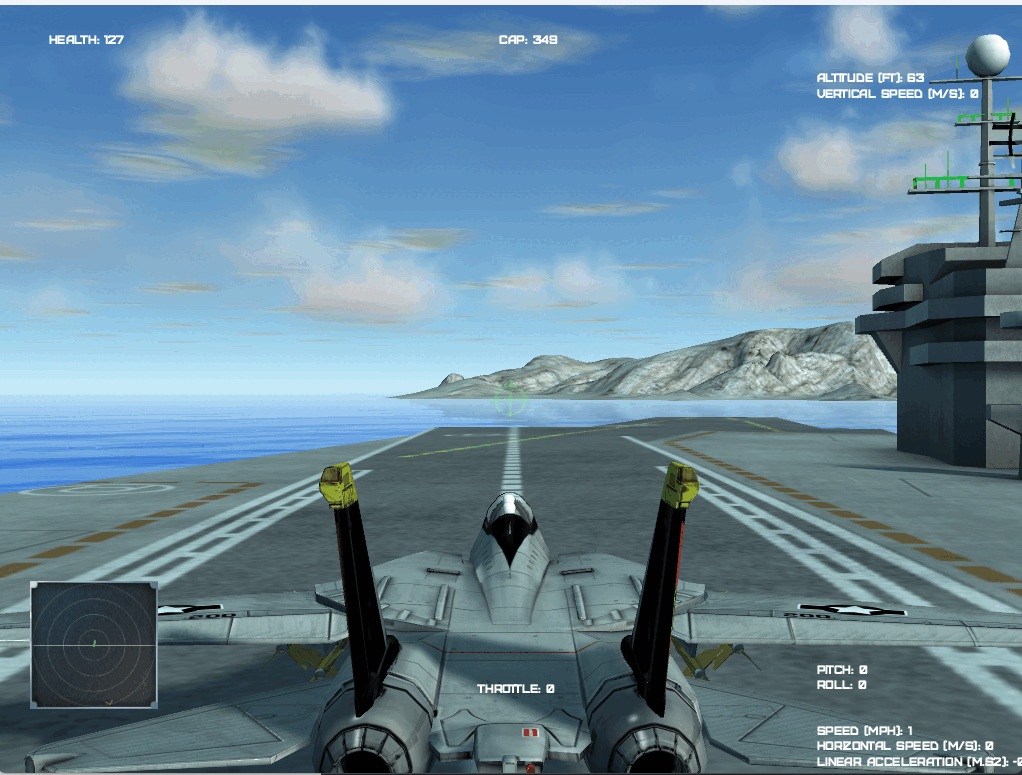 HEALTH: 127
CAP: 349
ALTITUDE (FT): 63
VERTICAL SPEED (M/S): 0
PITCH: 0
ROLL: 0
THROTTLE: 0
SPEED (MPH): 1
HORIZONTAL SPEED (M/S): 0
LINEAR ACCELERATION (M.S2): -0